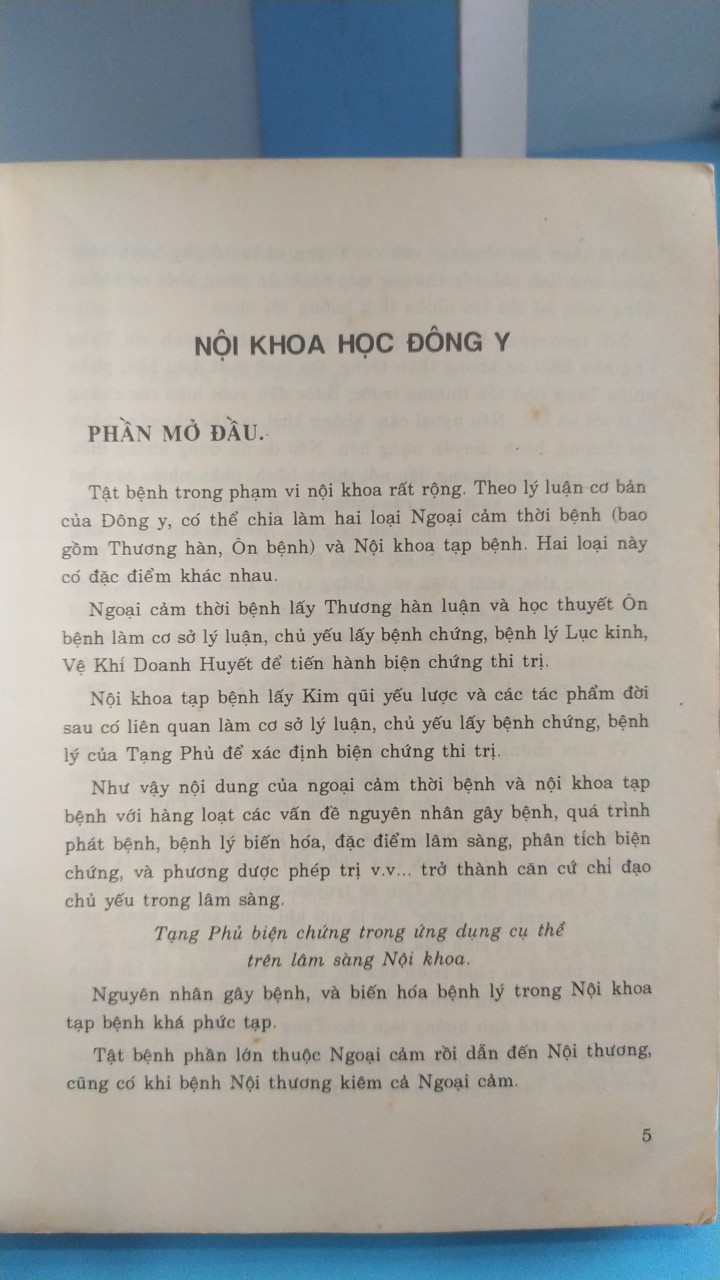 NỘI KHOA HỌC ĐÔNG Y
PHẦN MỞ ĐẦU.
Tật bệnh trong phạm vi nội khoa rất rộng. Theo lý luận cơ bản
của Đông y, có thể chia làm hai loại Ngoại cảm thời bệnh (bao
gồm Thương hàn, Ôn bệnh) và Nội khoa tạp bệnh. Hai loại này
có đặc điểm khác nhau.
Ngoại cảm thời bệnh lấy Thương hàn luận và học thuyết Ôn
bệnh làm cơ sở lý luận, chủ yếu lấy bệnh chứng, bệnh lý Lục kinh,
Vệ Khí Doanh Huyết để tiến hành biện chứng thi trị.
Nội khoa tạp bệnh lấy Kim qũi yếu lược và các tác phẩm đời
sau có liên quan làm cơ sở lý luận, chủ yếu lấy bệnh chứng, bệnh
lý của Tạng Phủ để xác định biện chứng thi trị.
Như vậy nội dung của ngoại cảm thời bệnh và nội khoa tạp
bệnh với hàng loạt các vấn đề nguyên nhân gây bệnh, quá trình
phát bệnh, bệnh lý biến hóa, đặc điểm lâm sàng, phân tích biện
chứng, và phương dược phép trị v.v... trở thành căn cứ chỉ đạo
chủ yếu trong lâm sàng.
Tạng Phủ biện chứng trong ứng dụng cụ thể
trên lâm sàng Nội khoa.
Nguyên nhân gây bệnh, và biến hóa bệnh lý trong Nội khoa
tạp bệnh khá phức tạp.
Tật bệnh phần lớn thuộc Ngoại cảm rồi dẫn đến Nội thương,
cũng có khi bệnh Nội thương kiêm cả Ngoại cảm.
5